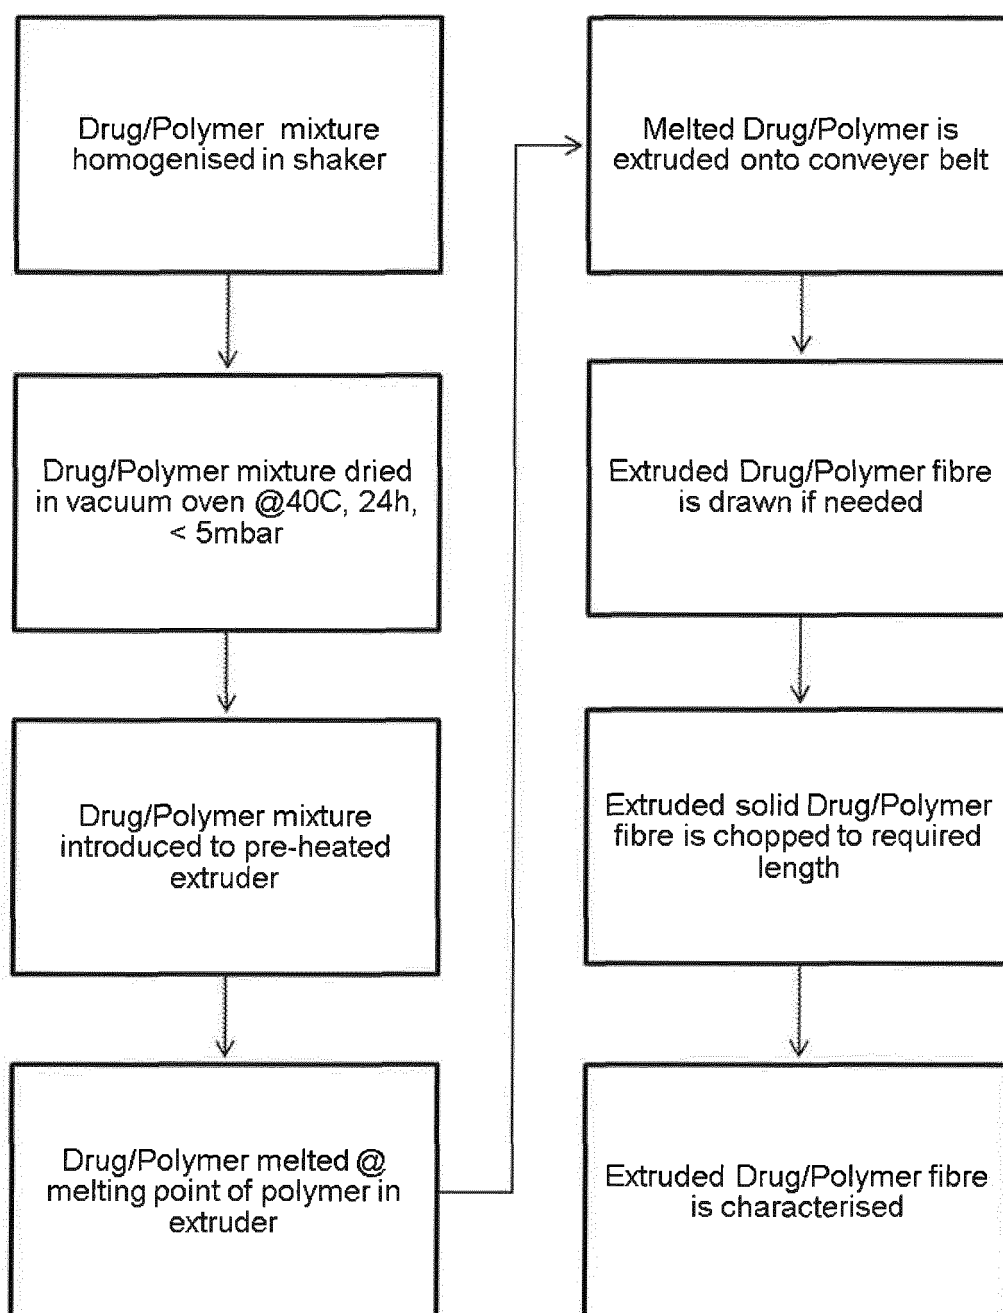 Drug/Polymer mixture
homogenised in shaker
Drug/Polymer mixture dried
in vacuum oven @40C, 24h,
< 5mbar
Drug/Polymer mixture
introduced to pre-heated
extruder
Drug/Polymer melted @
melting point of polymer in
extruder
Melted Drug/Polymer is
extruded onto conveyer belt
Extruded Drug/Polymer fibre
is drawn if needed
Extruded solid Drug/Polymer
fibre is chopped to required
length
Extruded Drug/Polymer fibre
is characterised